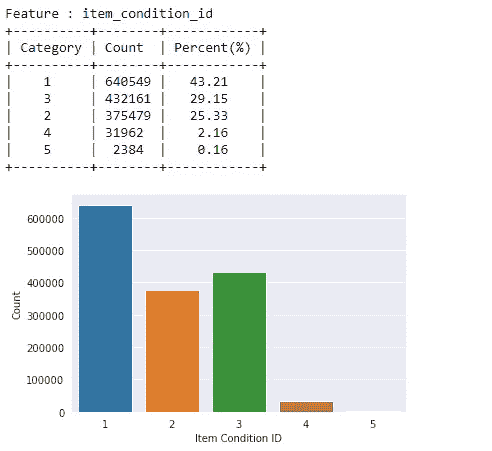 Feature : item_condition_id
+----------+--------+------------+
| Category | Count | Percent(%) |
+----------+--------+------------+
| 1 | 640549 | 43.21 |
| 3 | 432161 | 29.15 |
| 2 | 375479 | 25.33 |
| 4 | 31962 | 2.16 |
| 5 | 2384 | 0.16 |
+----------+--------+------------+
600000
500000
400000
300000
200000
100000
0
Count
1 2 3 4 5
Item Condition ID